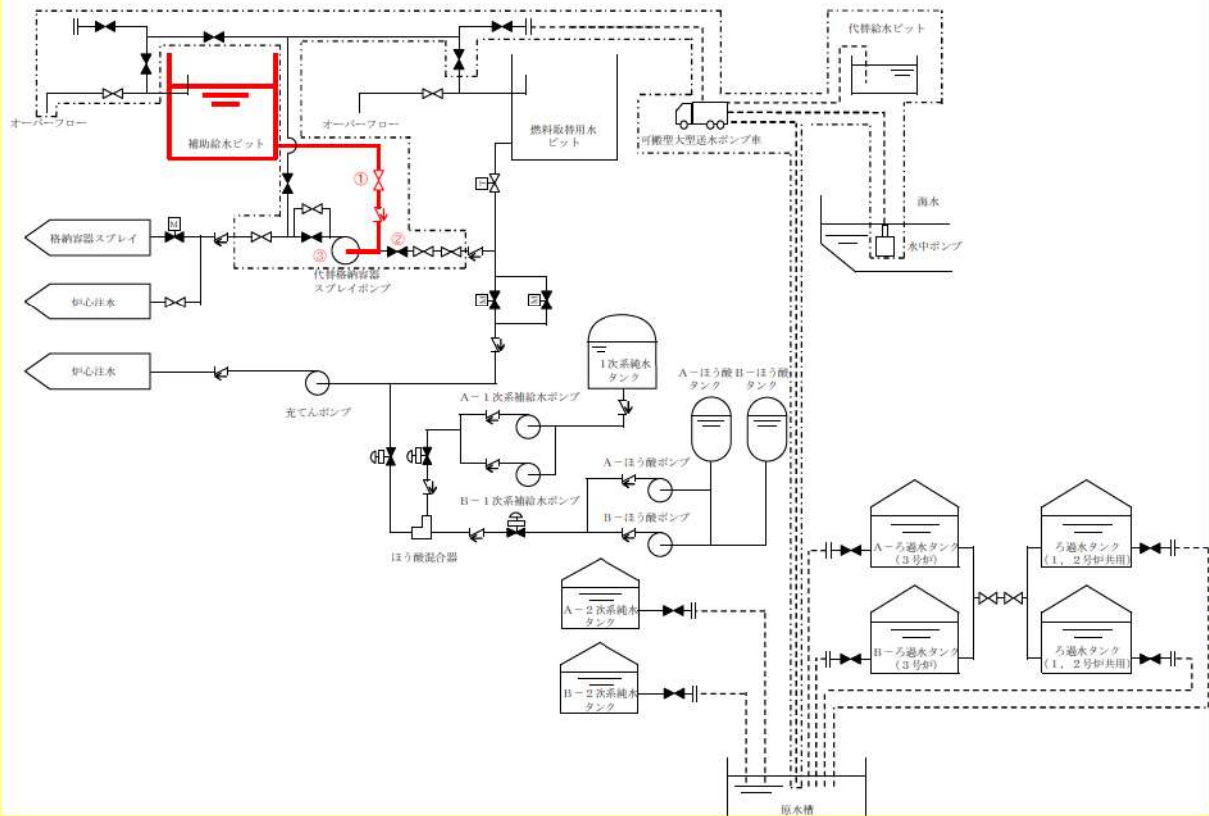 代替給水ピット
オーバーフロー
補助給水ピット
オーバーフロー
燃料取替用水
ピット
可搬型大型送水ポンプ車
①
T
海水
水中ポンプ
格納容器スプレイ
M
②
③
代替格納容器
スプレイポンプ
炉心注水
M
M
炉心注水
充てんポンプ
1次系純水
タンク
A-1次系補給水ポンプ
A-ほう酸
タンク
B-ほう酸
タンク
B-1次系補給水ポンプ
A-ほう酸ポンプ
B-ほう酸ポンプ
ほう酸混合器
A-2次系純水
タンク
B-2次系純水
タンク
A-ろ過水タンク
(3号炉)
ろ過水タンク
(1,2号炉共用)
B-ろ過水タンク
(3号炉)
ろ過水タンク
(1,2号炉共用)
原水槽